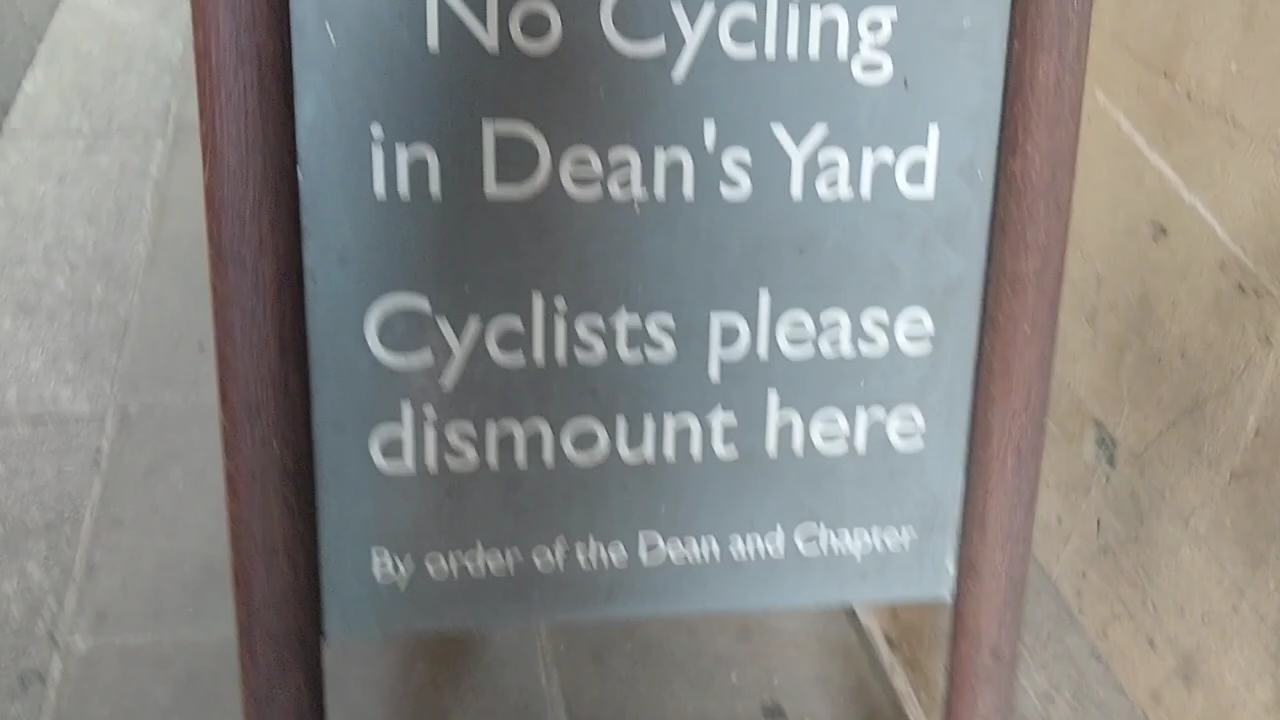 No Cycling
in Dean's Yard
Cyclists please
dismount here
By order of the Dean and Chapter